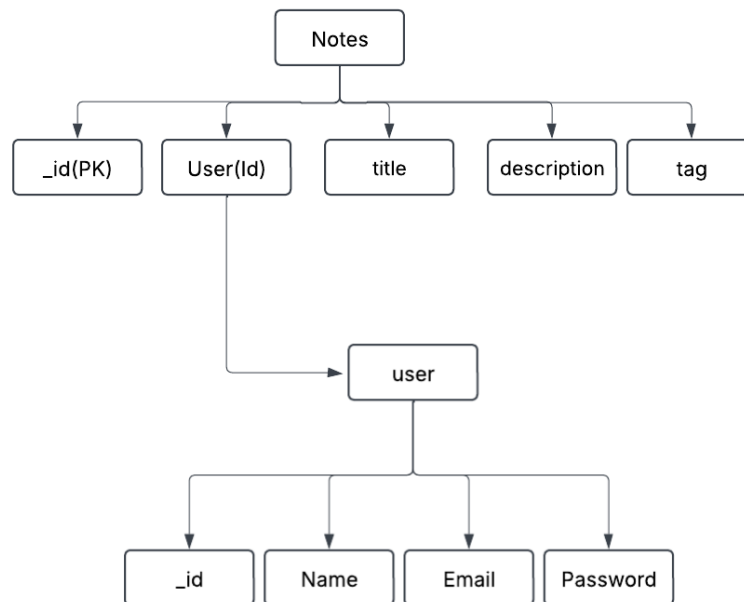 Notes
_id(PK)
User(Id)
title
description
tag
user
_id
Name
Email
Password